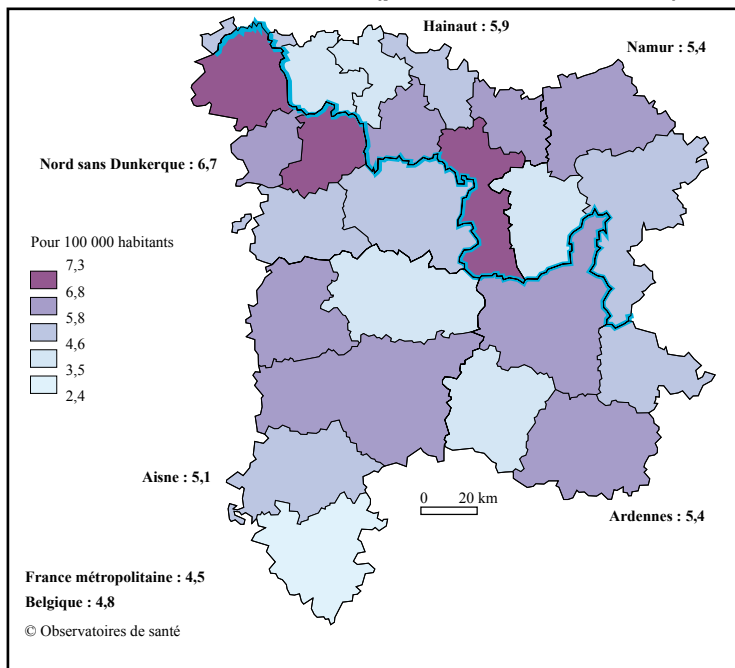 Hainaut : 5,9
Namur : 5,4
Nord sans Dunkerque : 6,7
Pour 100 000 habitants
7,3
6,8
5,8
4,6
3,5
2,4
Aisne : 5,1
0 20 km
Ardennes : 5,4
France métropolitaine : 4,5
Belgique : 4,8
© Observatoires de santé